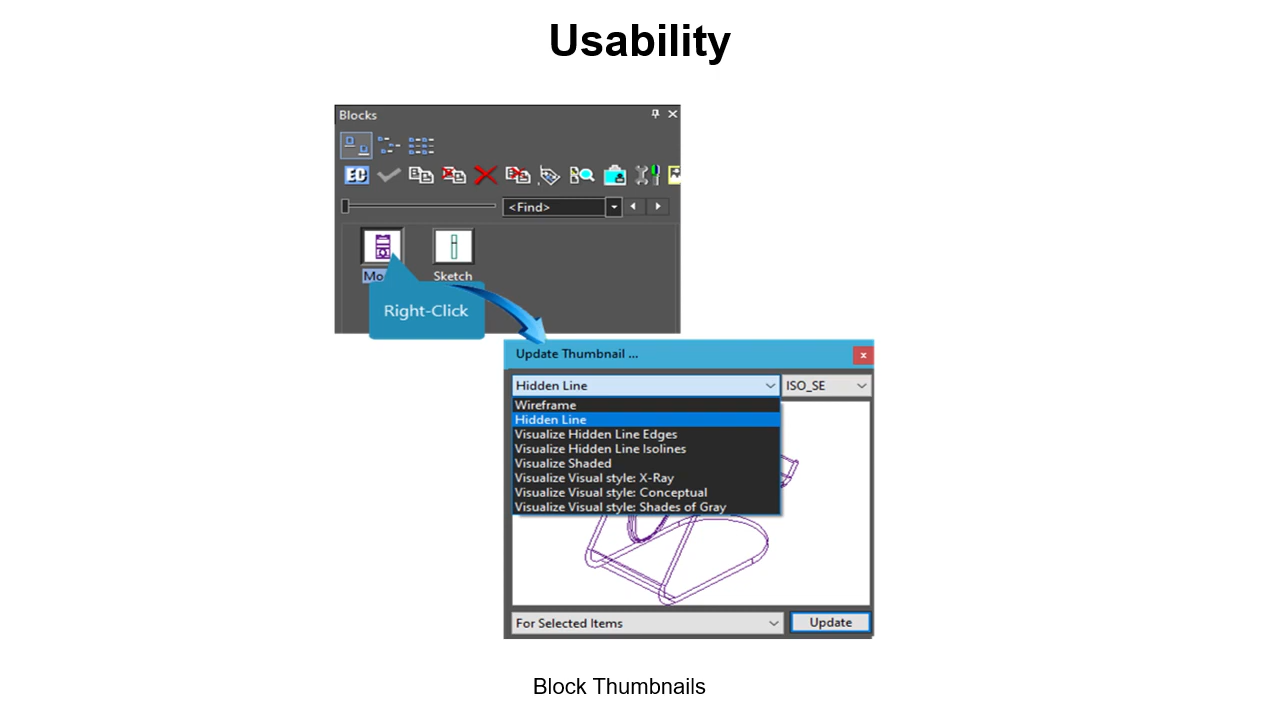 Usability
Blocks
EC
<Find>
Sketch
Right-Click
Update Thumbnail ...
Hidden Line
ISO_SE
Wireframe
Hidden Line
Visualize Hidden Line Edges
Visualize Hidden Line Isolines
Visualize Shaded
Visualize Visual style: X-Ray
Visualize Visual style: Conceptual
Visualize Visual style: Shades of Gray
For Selected Items
Update
Block Thumbnails